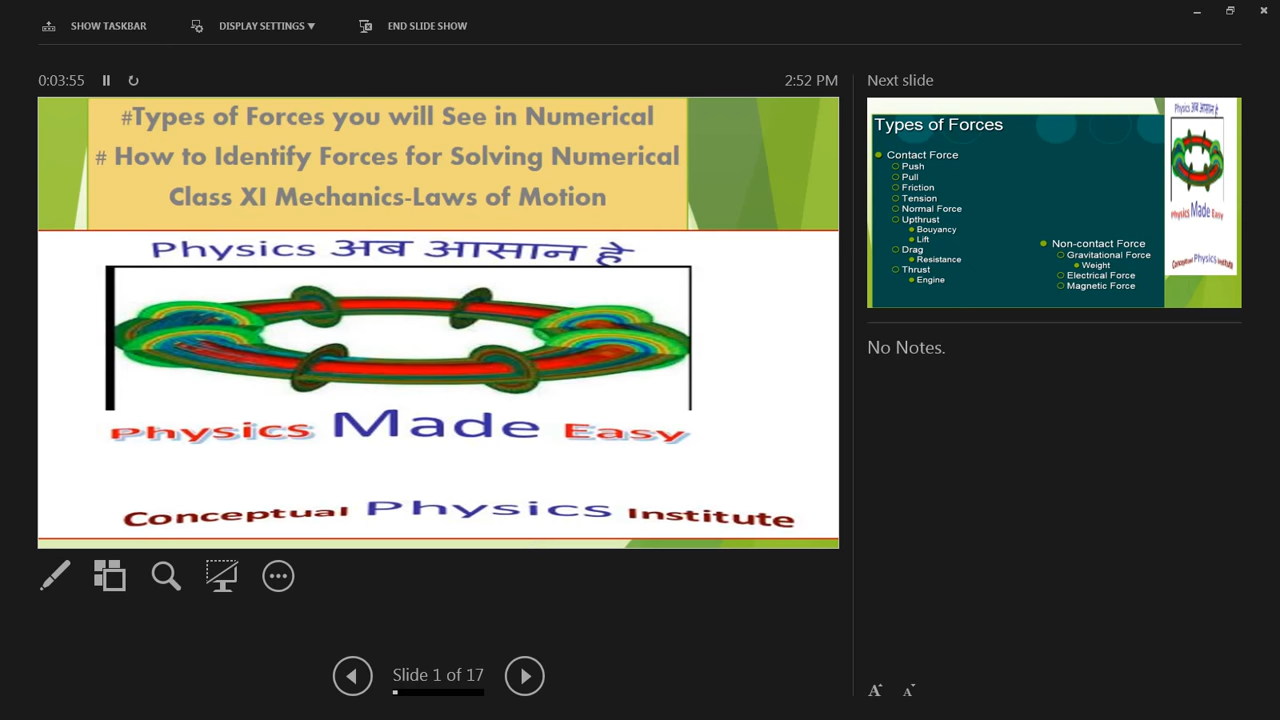 SHOW TASKBAR
DISPLAY SETTINGS ▼
END SLIDE SHOW
0:03:55
2:52 PM
#Types of Forces you will See in Numerical
# How to Identify Forces for Solving Numerical
Class XI Mechanics-Laws of Motion
Physics अब आसान हे
Physics Made Easy
Conceptual Physics Institute
Slide 1 of 17
Next slide
Types of Forces
Contact Force
Push
Pull
Friction
Tension
Normal Force
Upthrust
Bouyancy
Lift
Drag
Resistance
Thrust
Engine
Non-contact Force
Gravitational Force
Weight
Electrical Force
Magnetic Force
Physics अब आसान हे
Physics Made Easy
Conceptual Physics Institute
No Notes.
A A